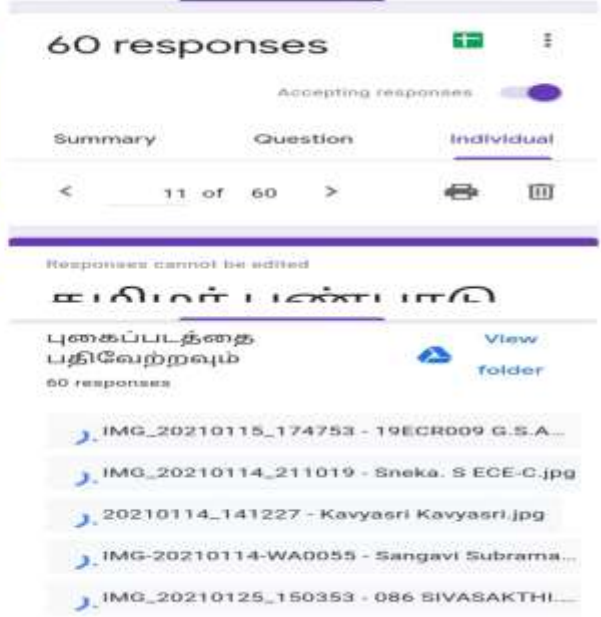 60 responses
Accepting responses
Summary Question Individual
< 11 of 60 >
Responses cannot be edited
புகைப்படத்தை
பதிவேற்றவும்
60 responses
View
folder
IMG_20210115_174753 - 19ECR009 G.S.A...
IMG_20210114_211019 - Sneka. S ECE-C.jpg
20210114_141227 - Kavyasri Kavyasri.jpg
IMG-20210114-WA0055 - Sangavi Subrama...
IMG_20210125_150353 - 086 SIVASAKTHI....